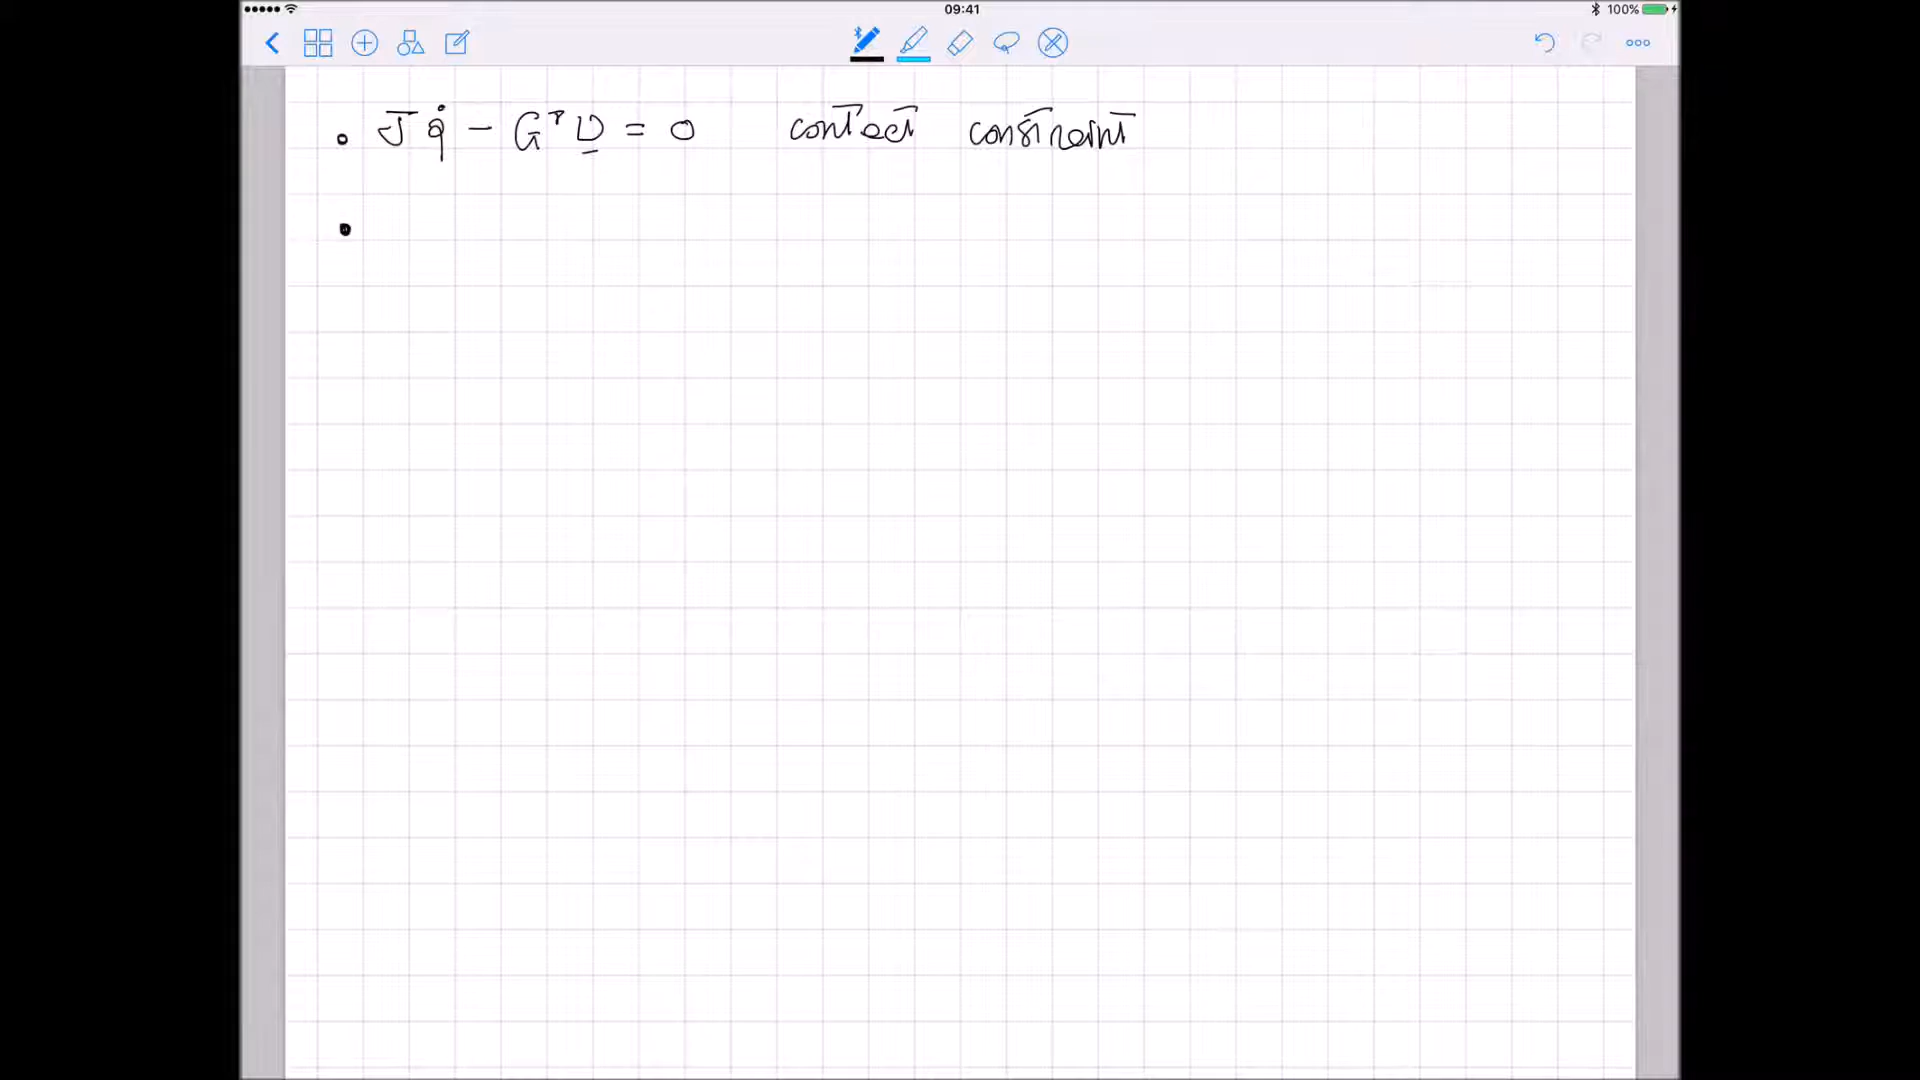 09:41
100%
• J q̇ − Gᵀ ν̲ = 0 contact constraint
•